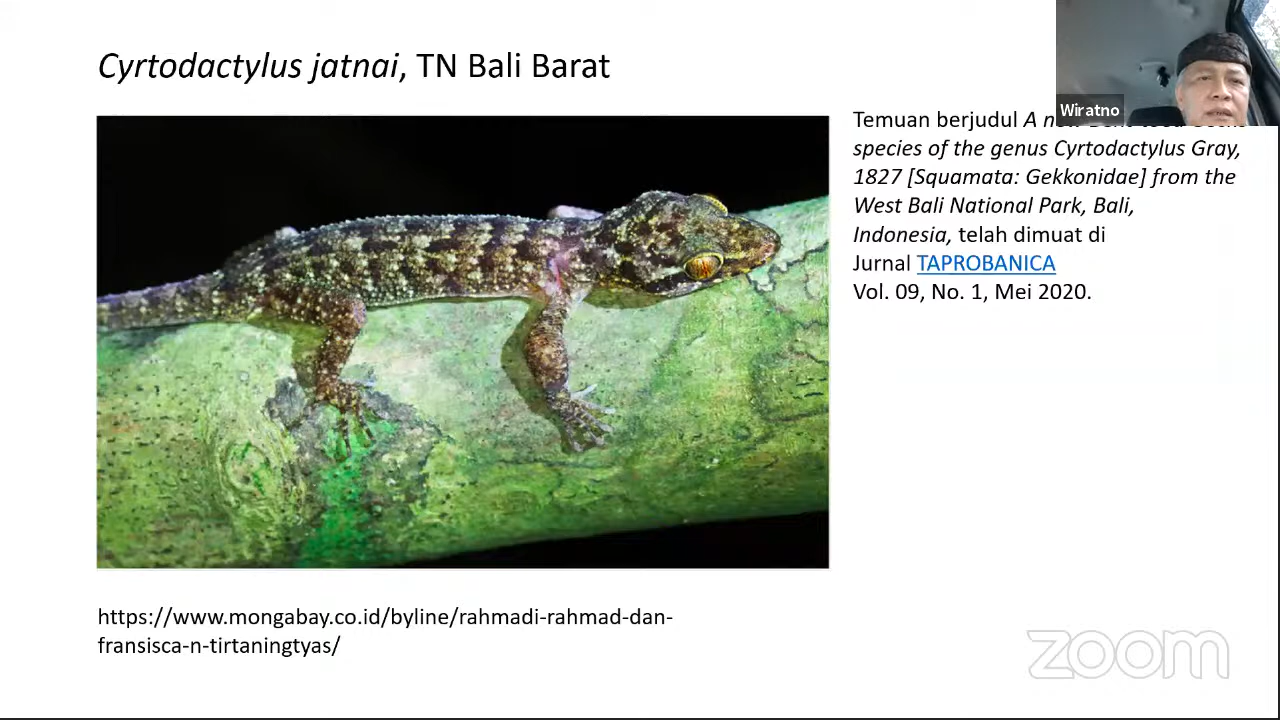 Cyrtodactylus jatnai, TN Bali Barat
Wiratno
Temuan berjudul A
species of the genus Cyrtodactylus Gray,
1827 [Squamata: Gekkonidae] from the
West Bali National Park, Bali,
Indonesia, telah dimuat di
Jurnal TAPROBANICA
Vol. 09, No. 1, Mei 2020.
https://www.mongabay.co.id/byline/rahmadi-rahmad-dan-
fransisca-n-tirtaningtyas/
zoom